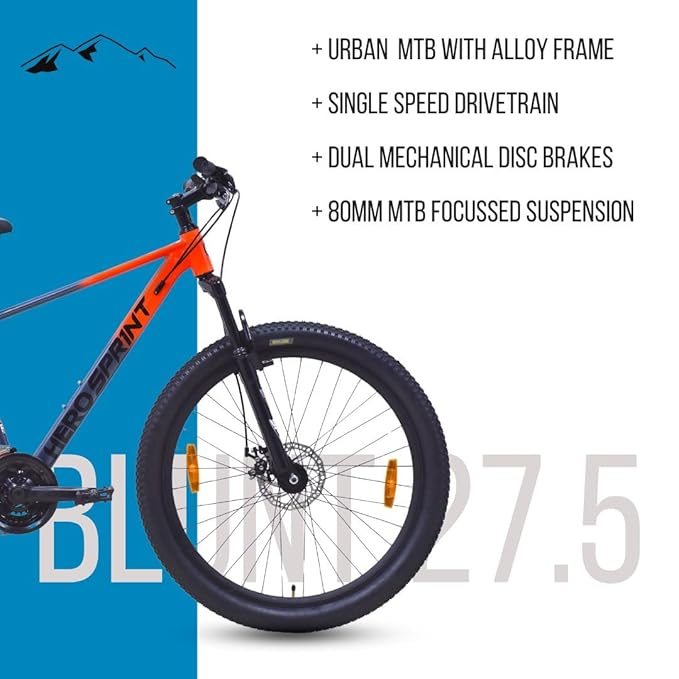 + URBAN MTB WITH ALLOY FRAME
+ SINGLE SPEED DRIVETRAIN
+ DUAL MECHANICAL DISC BRAKES
+ 80MM MTB FOCUSSED SUSPENSION
HERO SPRINT
BLUNT 27.5